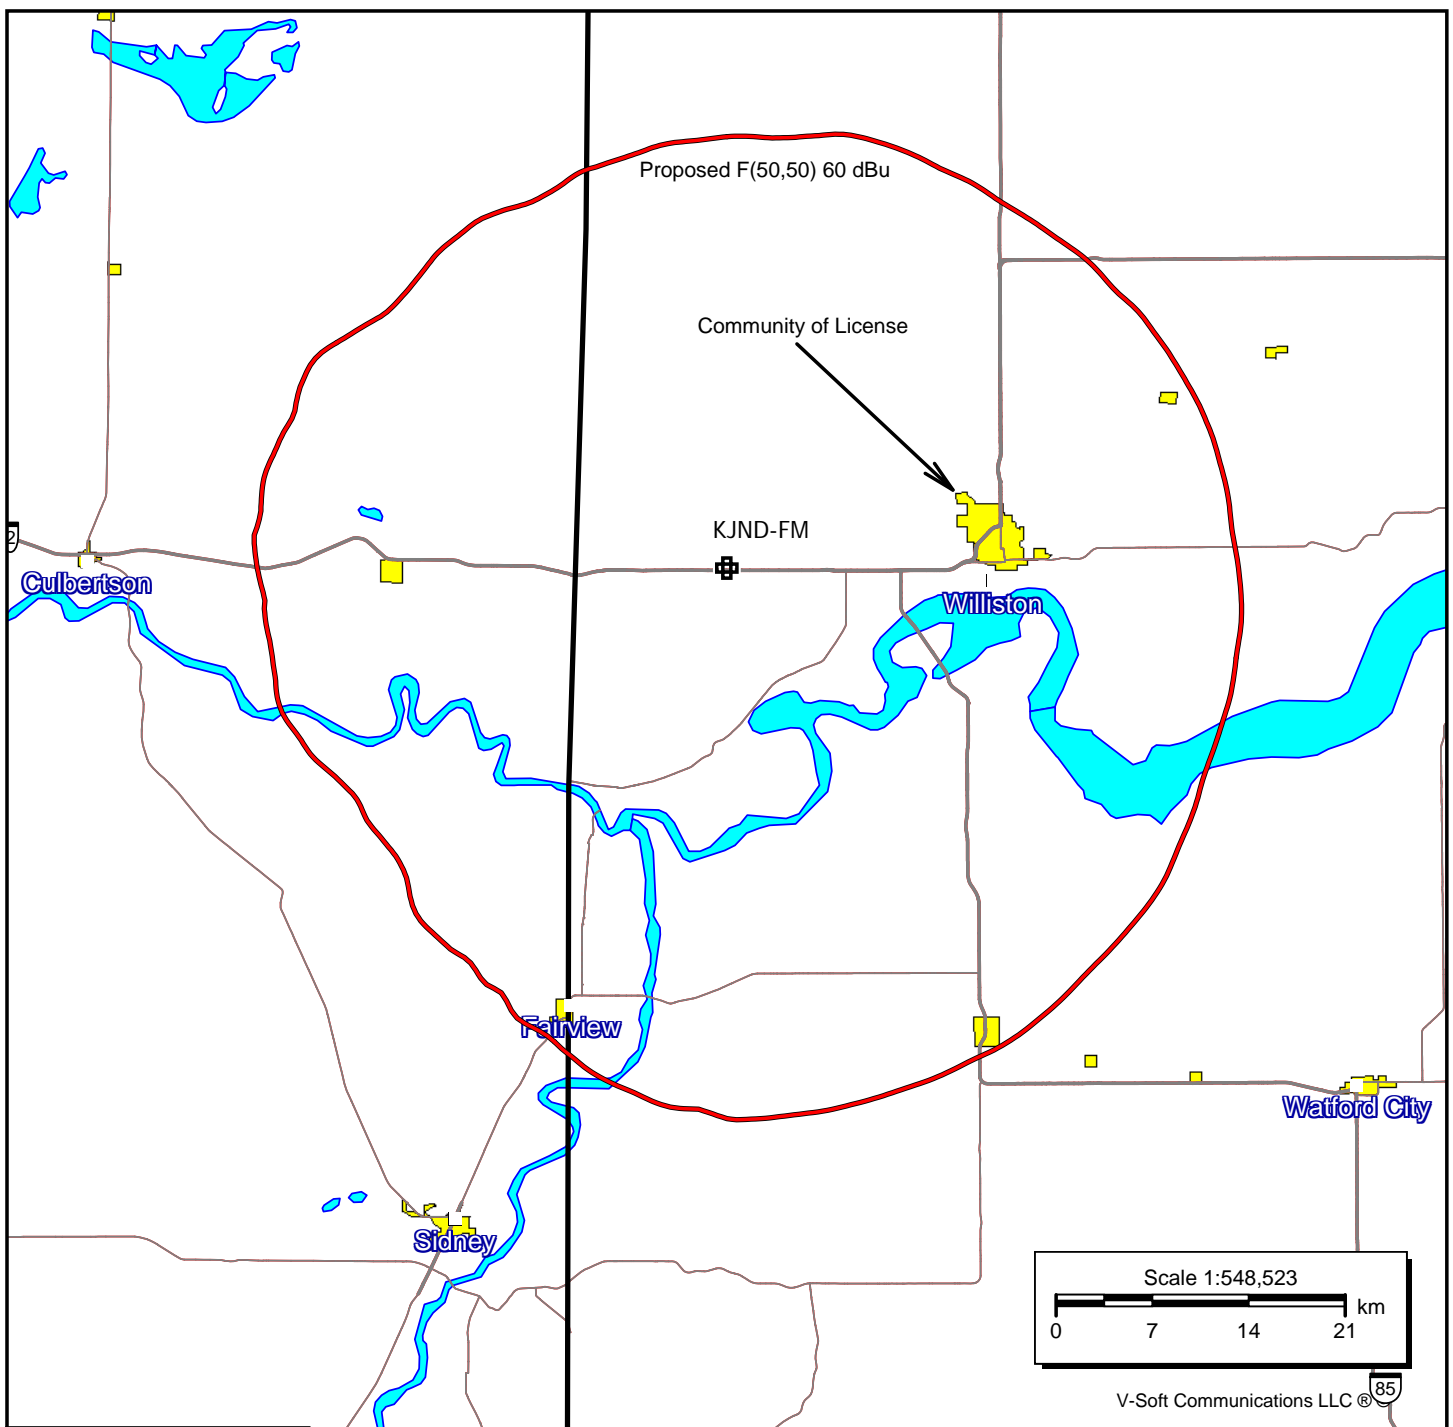 Proposed F(50,50) 60 dBu
Community of License
KJND-FM
2
Culbertson
Williston
Fairview
Watford City
Sidney
Scale 1:548,523
km
0 7 14 21
85
V-Soft Communications LLC ®